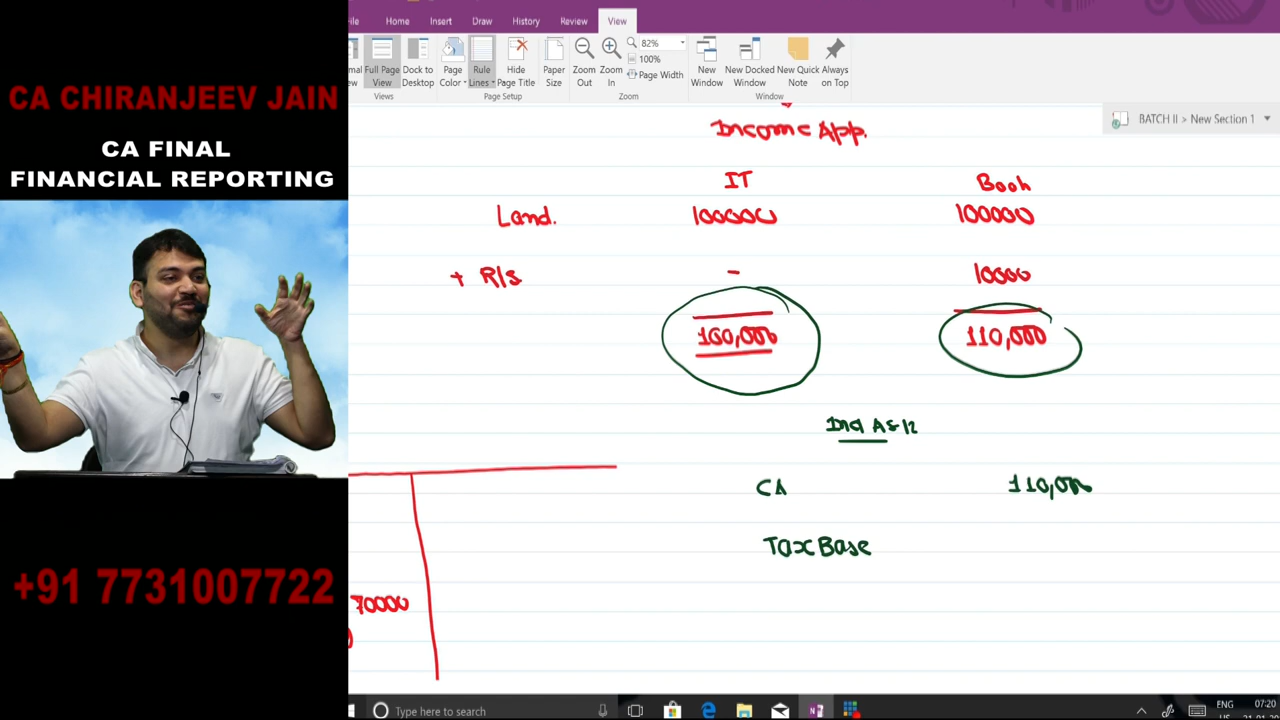 CA CHIRANJEEV JAIN
CA FINAL
FINANCIAL REPORTING
+91 7731007722
File Home Insert Draw History Review View
Full Page View
Dock to Desktop
Page Color
Rule Lines
Hide Page Title
Paper Size
Zoom Out
Zoom In
82%
100%
Page Width
New Window
New Docked Window
New Quick Note
Always on Top
Views Page Setup Zoom Window
BATCH II > New Section 1
Income App.
IT Book
Land. 100000 100000
+ R/s - 10000
100,000 110,000
Ind AS 12
CA 110,000
Tax Base
70000
Type here to search
ENG 07:20